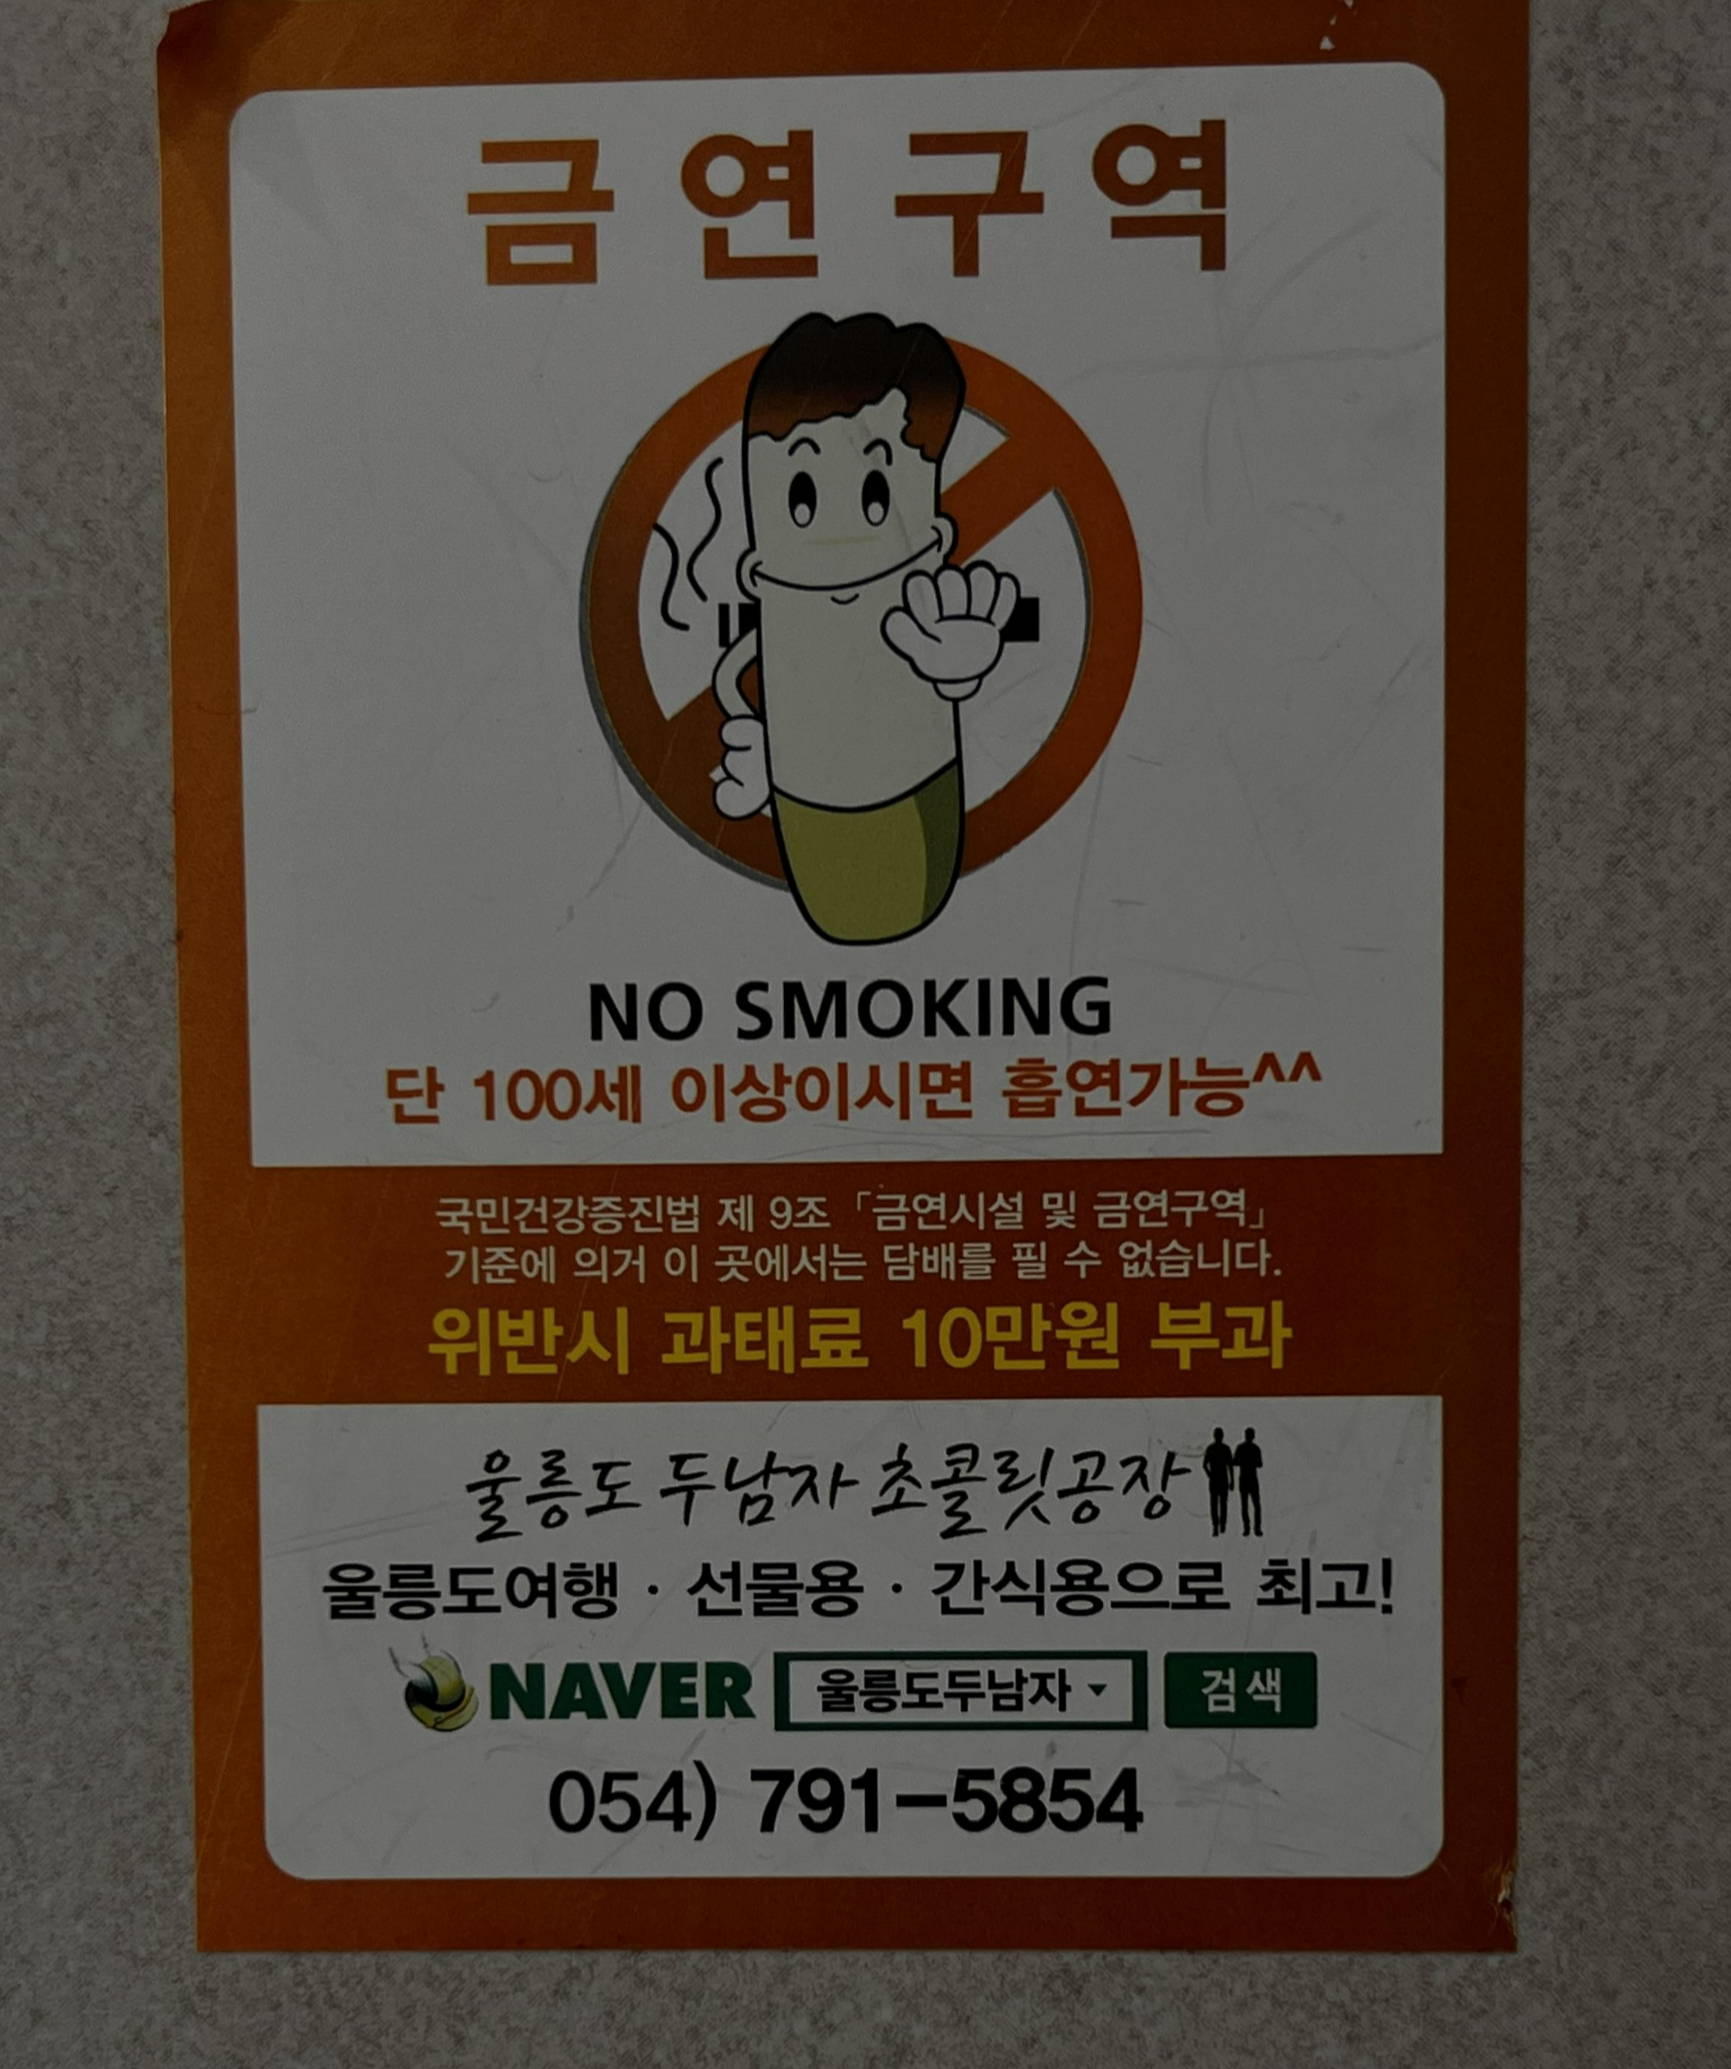 금연구역
NO SMOKING
단 100세 이상이시면 흡연가능^^
국민건강증진법 제 9조 「금연시설 및 금연구역」
기준에 의거 이 곳에서는 담배를 필 수 없습니다.
위반시 과태료 10만원 부과
울릉도 두남자 초콜릿공장
울릉도여행 · 선물용 · 간식용으로 최고!
NAVER 울릉도두남자 검색
054) 791-5854